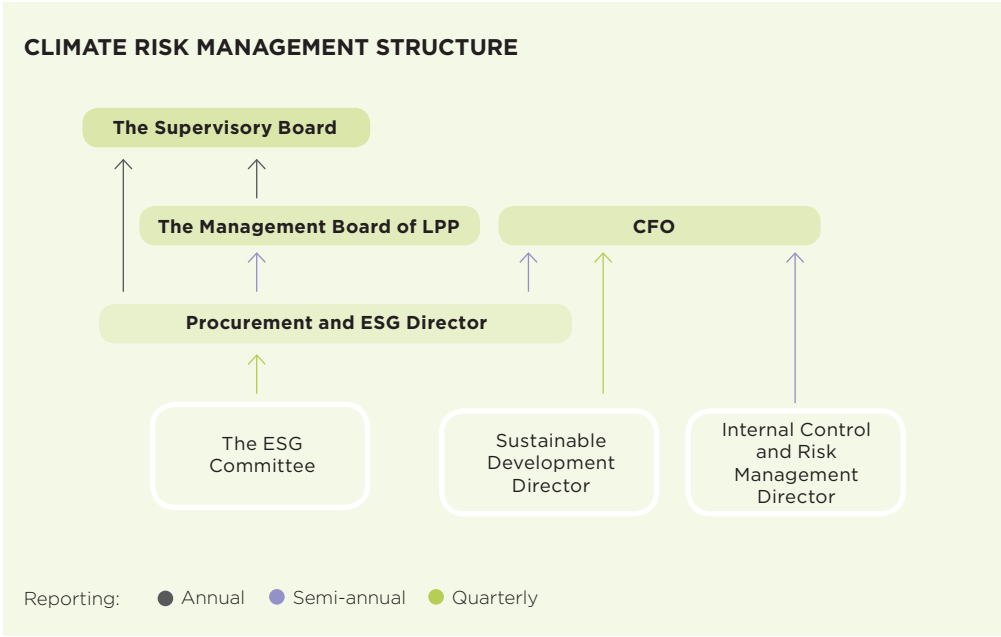 CLIMATE RISK MANAGEMENT STRUCTURE
The Supervisory Board
The Management Board of LPP
CFO
Procurement and ESG Director
The ESG
Committee
Sustainable
Development
Director
Internal Control
and Risk
Management
Director
Reporting: Annual Semi-annual Quarterly